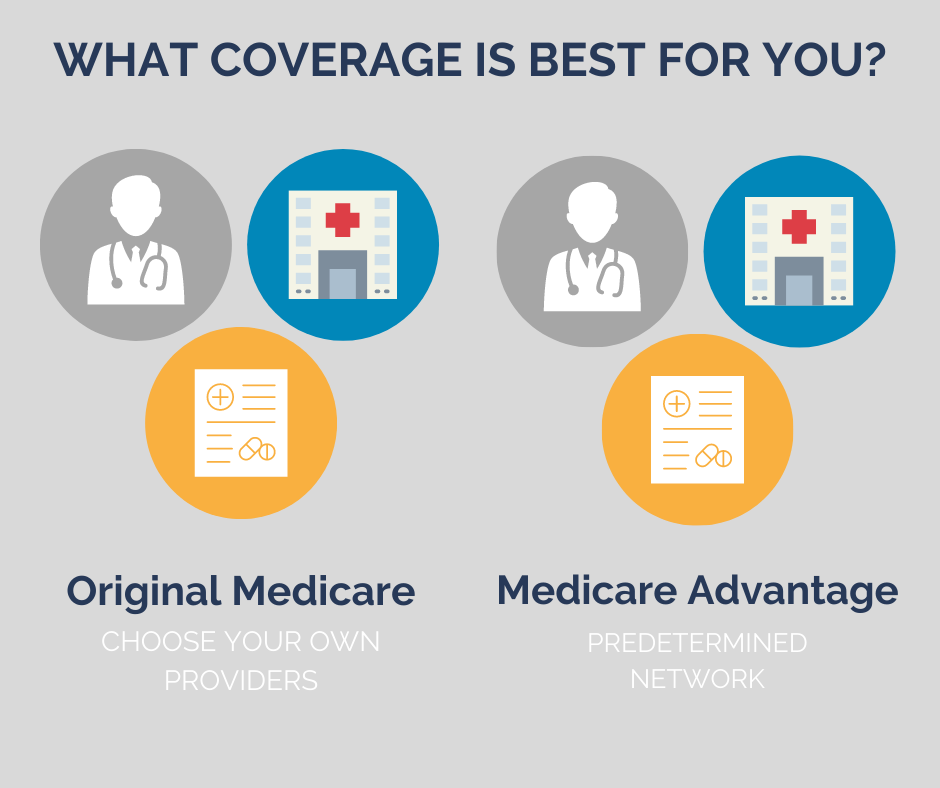 WHAT COVERAGE IS BEST FOR YOU?
Original Medicare
CHOOSE YOUR OWN
PROVIDERS
Medicare Advantage
PREDETERMINED
NETWORK